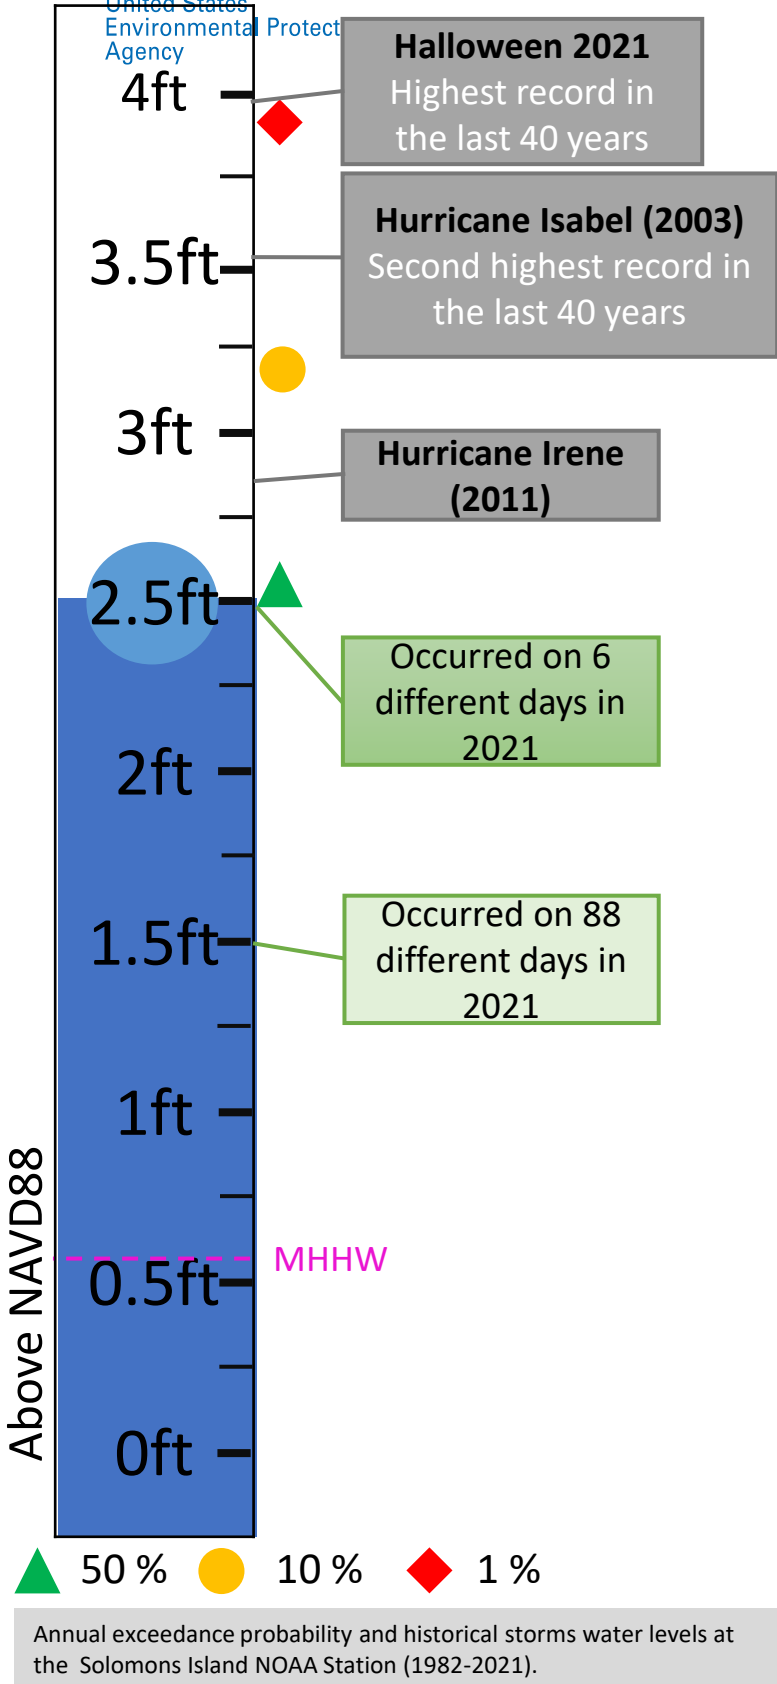 United States
Environmental Protect
Agency
4ft
Halloween 2021
Highest record in
the last 40 years
3.5ft
Hurricane Isabel (2003)
Second highest record in
the last 40 years
3ft
Hurricane Irene
(2011)
2.5ft
Occurred on 6
different days in
2021
2ft
1.5ft
Occurred on 88
different days in
2021
1ft
Above NAVD88
MHHW
0.5ft
0ft
50 % 10 % 1 %
Annual exceedance probability and historical storms water levels at
the Solomons Island NOAA Station (1982-2021).